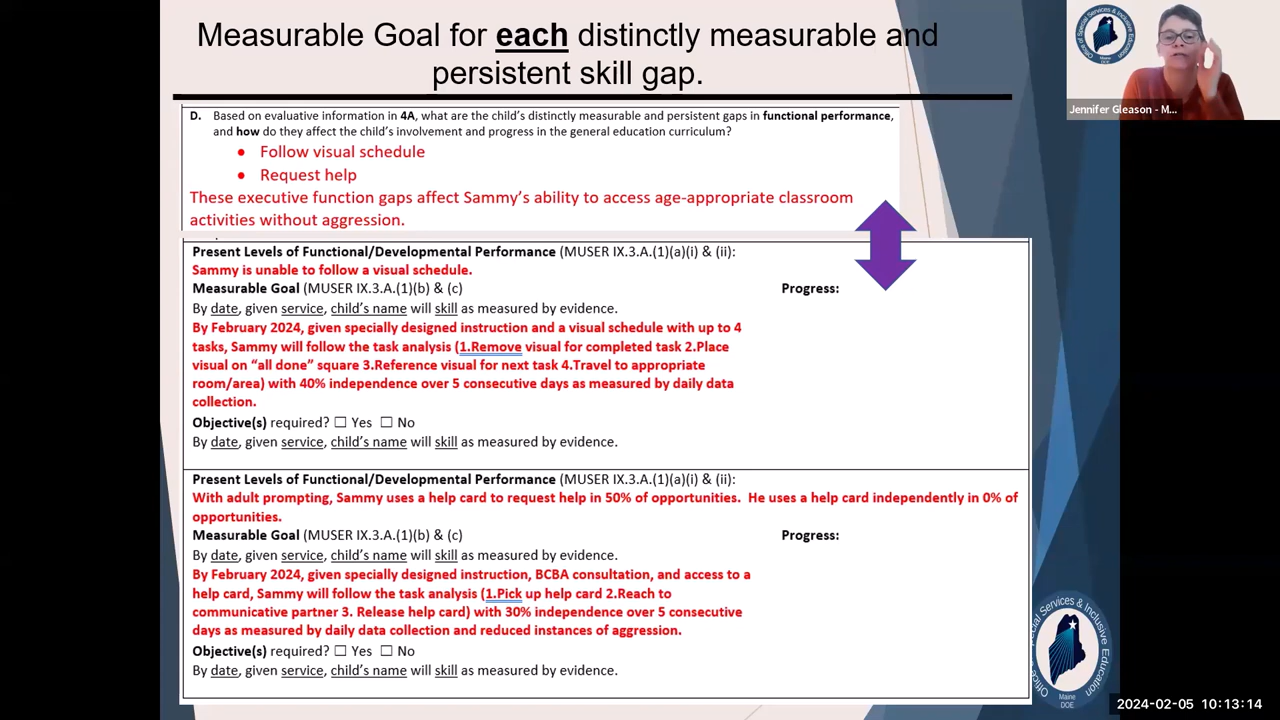 Measurable Goal for each distinctly measurable and
persistent skill gap.
Jennifer Gleason - M...
D. Based on evaluative information in 4A, what are the child's distinctly measurable and persistent gaps in functional performance,
and how do they affect the child's involvement and progress in the general education curriculum?
• Follow visual schedule
• Request help
These executive function gaps affect Sammy's ability to access age-appropriate classroom
activities without aggression.
Present Levels of Functional/Developmental Performance (MUSER IX.3.A.(1)(a)(i) & (ii):
Sammy is unable to follow a visual schedule.
Measurable Goal (MUSER IX.3.A.(1)(b) & (c) Progress:
By date, given service, child's name will skill as measured by evidence.
By February 2024, given specially designed instruction and a visual schedule with up to 4
tasks, Sammy will follow the task analysis (1.Remove visual for completed task 2.Place
visual on “all done” square 3.Reference visual for next task 4.Travel to appropriate
room/area) with 40% independence over 5 consecutive days as measured by daily data
collection.
Objective(s) required? ☐ Yes ☐ No
By date, given service, child's name will skill as measured by evidence.
Present Levels of Functional/Developmental Performance (MUSER IX.3.A.(1)(a)(i) & (ii):
With adult prompting, Sammy uses a help card to request help in 50% of opportunities. He uses a help card independently in 0% of
opportunities.
Measurable Goal (MUSER IX.3.A.(1)(b) & (c) Progress:
By date, given service, child's name will skill as measured by evidence.
By February 2024, given specially designed instruction, BCBA consultation, and access to a
help card, Sammy will follow the task analysis (1.Pick up help card 2.Reach to
communicative partner 3. Release help card) with 30% independence over 5 consecutive
days as measured by daily data collection and reduced instances of aggression.
Objective(s) required? ☐ Yes ☐ No
By date, given service, child's name will skill as measured by evidence.
Maine
DOE
2024-02-05 10:13:14